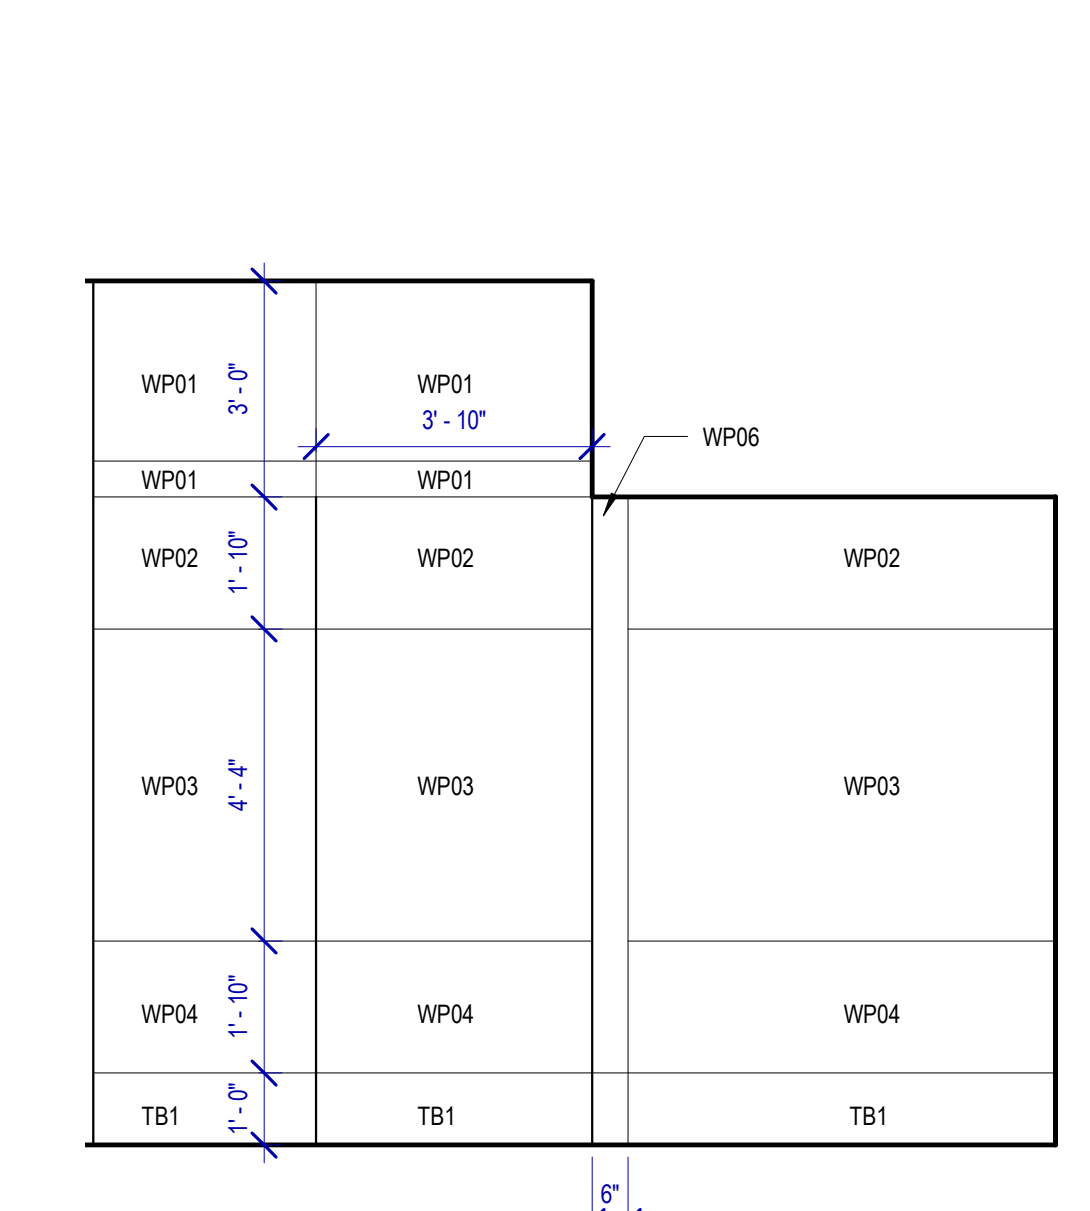 WP01
3' - 0"
WP01
3' - 10"
WP06
WP01
WP01
WP02
1' - 10"
WP02
WP02
WP03
4' - 4"
WP03
WP03
WP04
1' - 10"
WP04
WP04
TB1
1' - 0"
TB1
TB1
6"